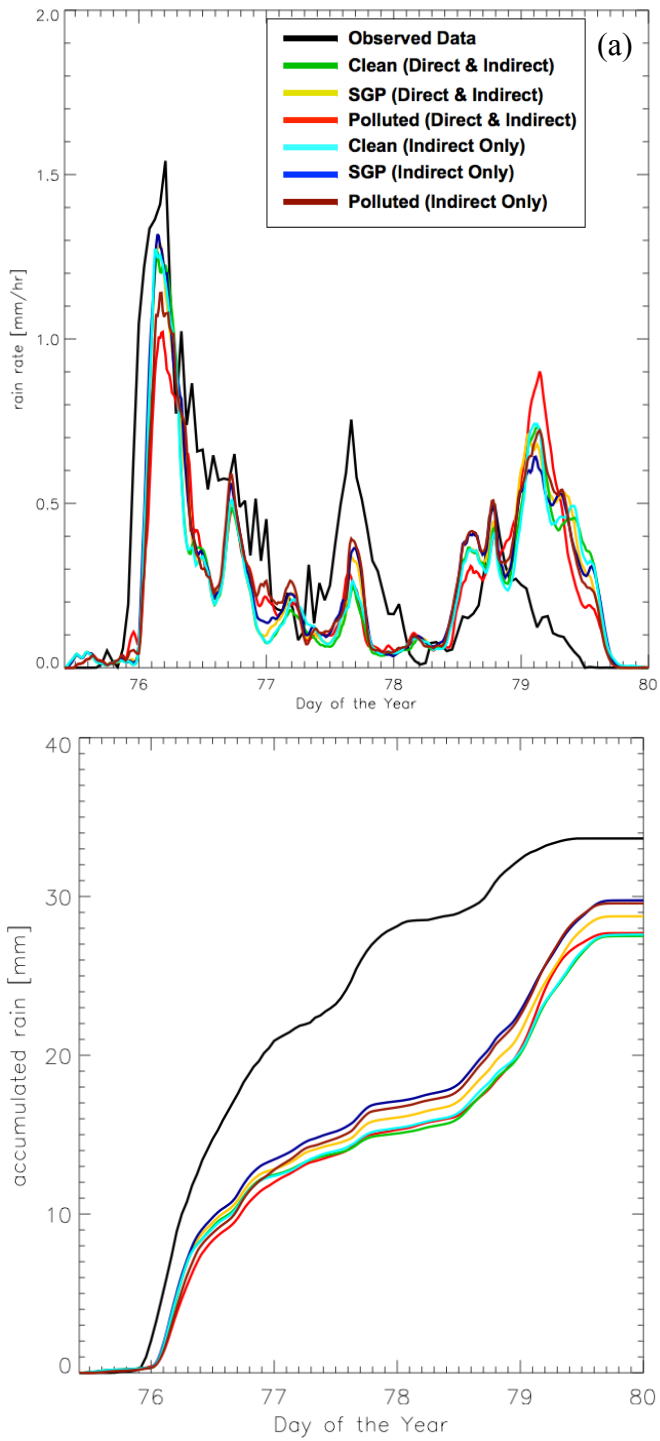 2.0
1.5
1.0
0.5
0.0
rain rate [mm/hr]
Observed Data
Clean (Direct & Indirect)
SGP (Direct & Indirect)
Polluted (Direct & Indirect)
Clean (Indirect Only)
SGP (Indirect Only)
Polluted (Indirect Only)
(a)
76 77 78 79 80
Day of the Year
40
30
20
10
0
accumulated rain [mm]
76 77 78 79 80
Day of the Year